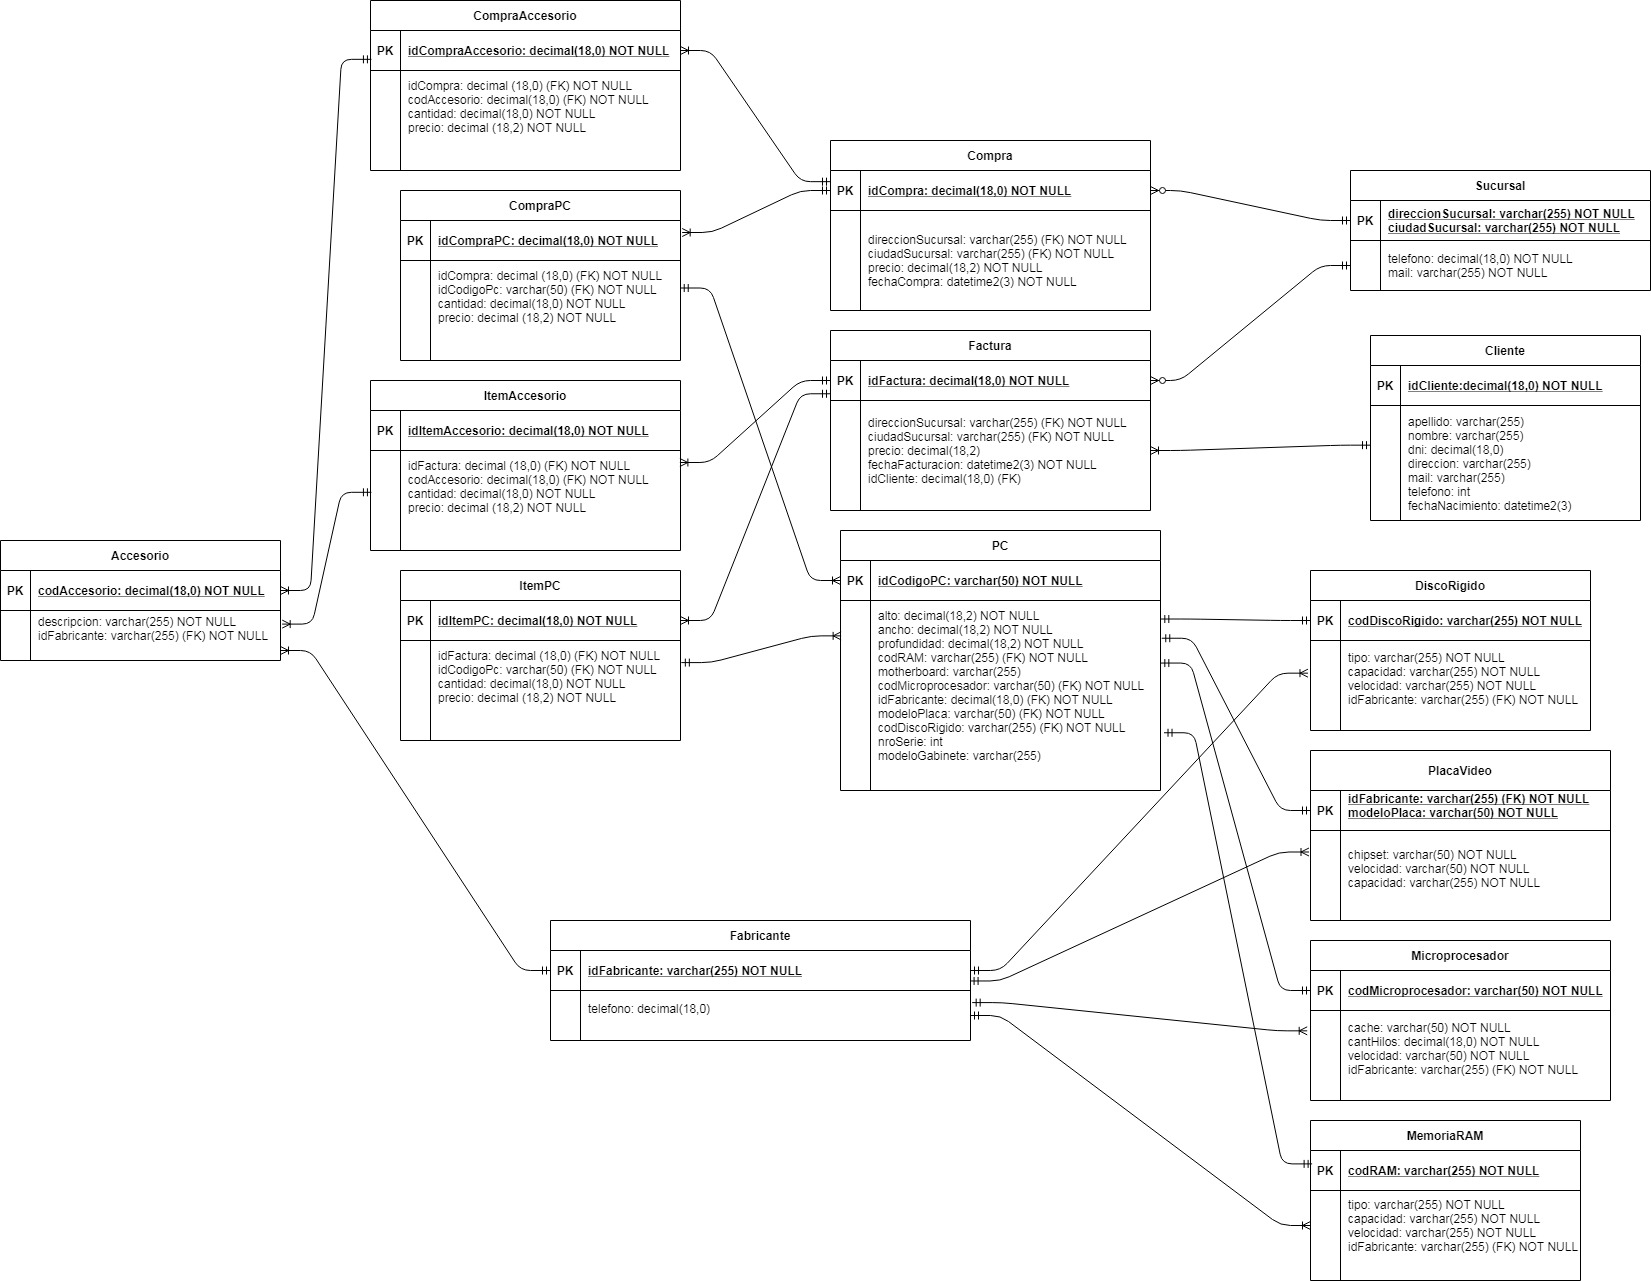 CompraAccesorio
PK
idCompraAccesorio: decimal(18,0) NOT NULL
idCompra: decimal (18,0) (FK) NOT NULL
codAccesorio: decimal(18,0) (FK) NOT NULL
cantidad: decimal(18,0) NOT NULL
precio: decimal (18,2) NOT NULL
CompraPC
PK
idCompraPC: decimal(18,0) NOT NULL
idCompra: decimal (18,0) (FK) NOT NULL
idCodigoPc: varchar(50) (FK) NOT NULL
cantidad: decimal(18,0) NOT NULL
precio: decimal (18,2) NOT NULL
ItemAccesorio
PK
idItemAccesorio: decimal(18,0) NOT NULL
idFactura: decimal (18,0) (FK) NOT NULL
codAccesorio: decimal(18,0) (FK) NOT NULL
cantidad: decimal(18,0) NOT NULL
precio: decimal (18,2) NOT NULL
Accesorio
PK
codAccesorio: decimal(18,0) NOT NULL
descripcion: varchar(255) NOT NULL
idFabricante: varchar(255) (FK) NOT NULL
ItemPC
PK
idItemPC: decimal(18,0) NOT NULL
idFactura: decimal (18,0) (FK) NOT NULL
idCodigoPc: varchar(50) (FK) NOT NULL
cantidad: decimal(18,0) NOT NULL
precio: decimal (18,2) NOT NULL
Compra
PK
idCompra: decimal(18,0) NOT NULL
direccionSucursal: varchar(255) (FK) NOT NULL
ciudadSucursal: varchar(255) (FK) NOT NULL
precio: decimal(18,2) NOT NULL
fechaCompra: datetime2(3) NOT NULL
Factura
PK
idFactura: decimal(18,0) NOT NULL
direccionSucursal: varchar(255) (FK) NOT NULL
ciudadSucursal: varchar(255) (FK) NOT NULL
precio: decimal(18,2)
fechaFacturacion: datetime2(3) NOT NULL
idCliente: decimal(18,0) (FK)
Sucursal
PK
direccionSucursal: varchar(255) NOT NULL
ciudadSucursal: varchar(255) NOT NULL
telefono: decimal(18,0) NOT NULL
mail: varchar(255) NOT NULL
Cliente
PK
idCliente:decimal(18,0) NOT NULL
apellido: varchar(255)
nombre: varchar(255)
dni: decimal(18,0)
direccion: varchar(255)
mail: varchar(255)
telefono: int
fechaNacimiento: datetime2(3)
PC
PK
idCodigoPC: varchar(50) NOT NULL
alto: decimal(18,2) NOT NULL
ancho: decimal(18,2) NOT NULL
profundidad: decimal(18,2) NOT NULL
codRAM: varchar(255) (FK) NOT NULL
motherboard: varchar(255)
codMicroprocesador: varchar(50) (FK) NOT NULL
idFabricante: decimal(18,0) (FK) NOT NULL
modeloPlaca: varchar(50) (FK) NOT NULL
codDiscoRigido: varchar(255) (FK) NOT NULL
nroSerie: int
modeloGabinete: varchar(255)
DiscoRigido
PK
codDiscoRigido: varchar(255) NOT NULL
tipo: varchar(255) NOT NULL
capacidad: varchar(255) NOT NULL
velocidad: varchar(255) NOT NULL
idFabricante: varchar(255) (FK) NOT NULL
PlacaVideo
PK
idFabricante: varchar(255) (FK) NOT NULL
modeloPlaca: varchar(50) NOT NULL
chipset: varchar(50) NOT NULL
velocidad: varchar(50) NOT NULL
capacidad: varchar(255) NOT NULL
Fabricante
PK
idFabricante: varchar(255) NOT NULL
telefono: decimal(18,0)
Microprocesador
PK
codMicroprocesador: varchar(50) NOT NULL
cache: varchar(50) NOT NULL
cantHilos: decimal(18,0) NOT NULL
velocidad: varchar(50) NOT NULL
idFabricante: varchar(255) (FK) NOT NULL
MemoriaRAM
PK
codRAM: varchar(255) NOT NULL
tipo: varchar(255) NOT NULL
capacidad: varchar(255) NOT NULL
velocidad: varchar(255) NOT NULL
idFabricante: varchar(255) (FK) NOT NULL